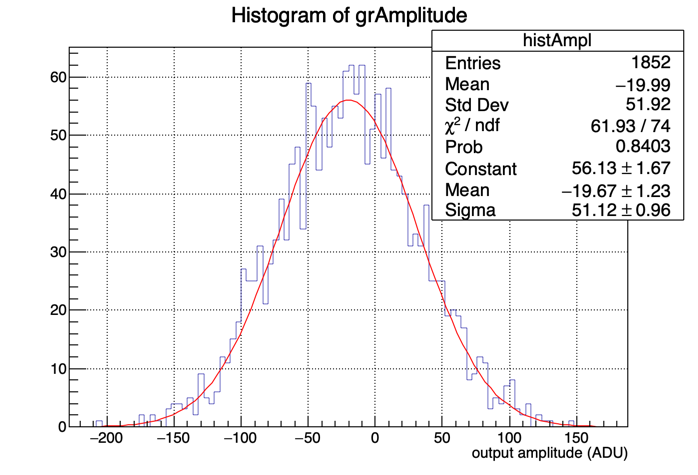 Histogram of grAmplitude
histAmpl
Entries 1852
Mean −19.99
Std Dev 51.92
χ² / ndf 61.93 / 74
Prob 0.8403
Constant 56.13 ± 1.67
Mean −19.67 ± 1.23
Sigma 51.12 ± 0.96
60
50
40
30
20
10
0
−200 −150 −100 −50 0 50 100 150
output amplitude (ADU)